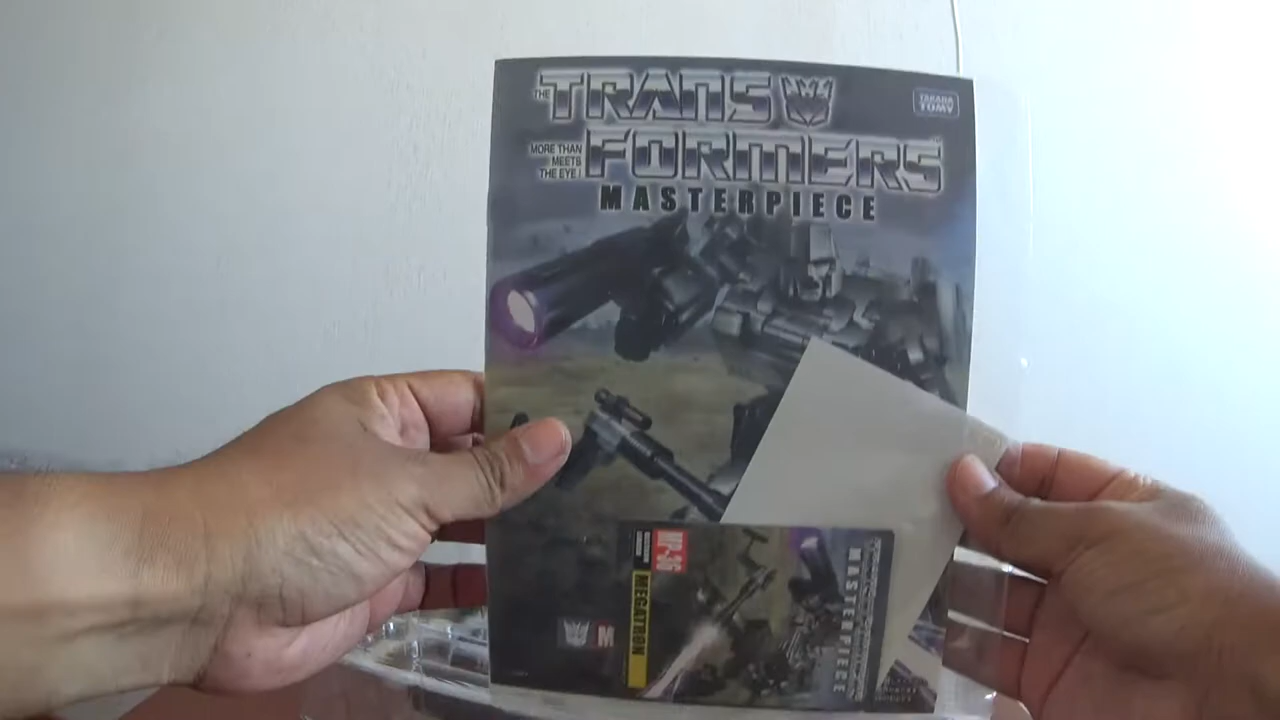 THE TRANS
FORMERS
MORE THAN
MEETS
THE EYE!
MASTERPIECE
TAKARA
TOMY
MP-36
MEGATRON
M
MASTERPIECE